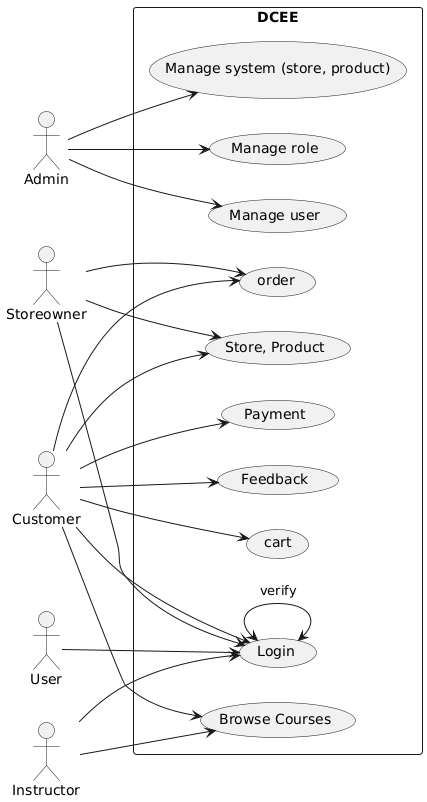 DCEE
Manage system (store, product)
Admin
Manage role
Manage user
Storeowner
order
Store, Product
Payment
Customer
Feedback
cart
verify
User
Login
Browse Courses
Instructor